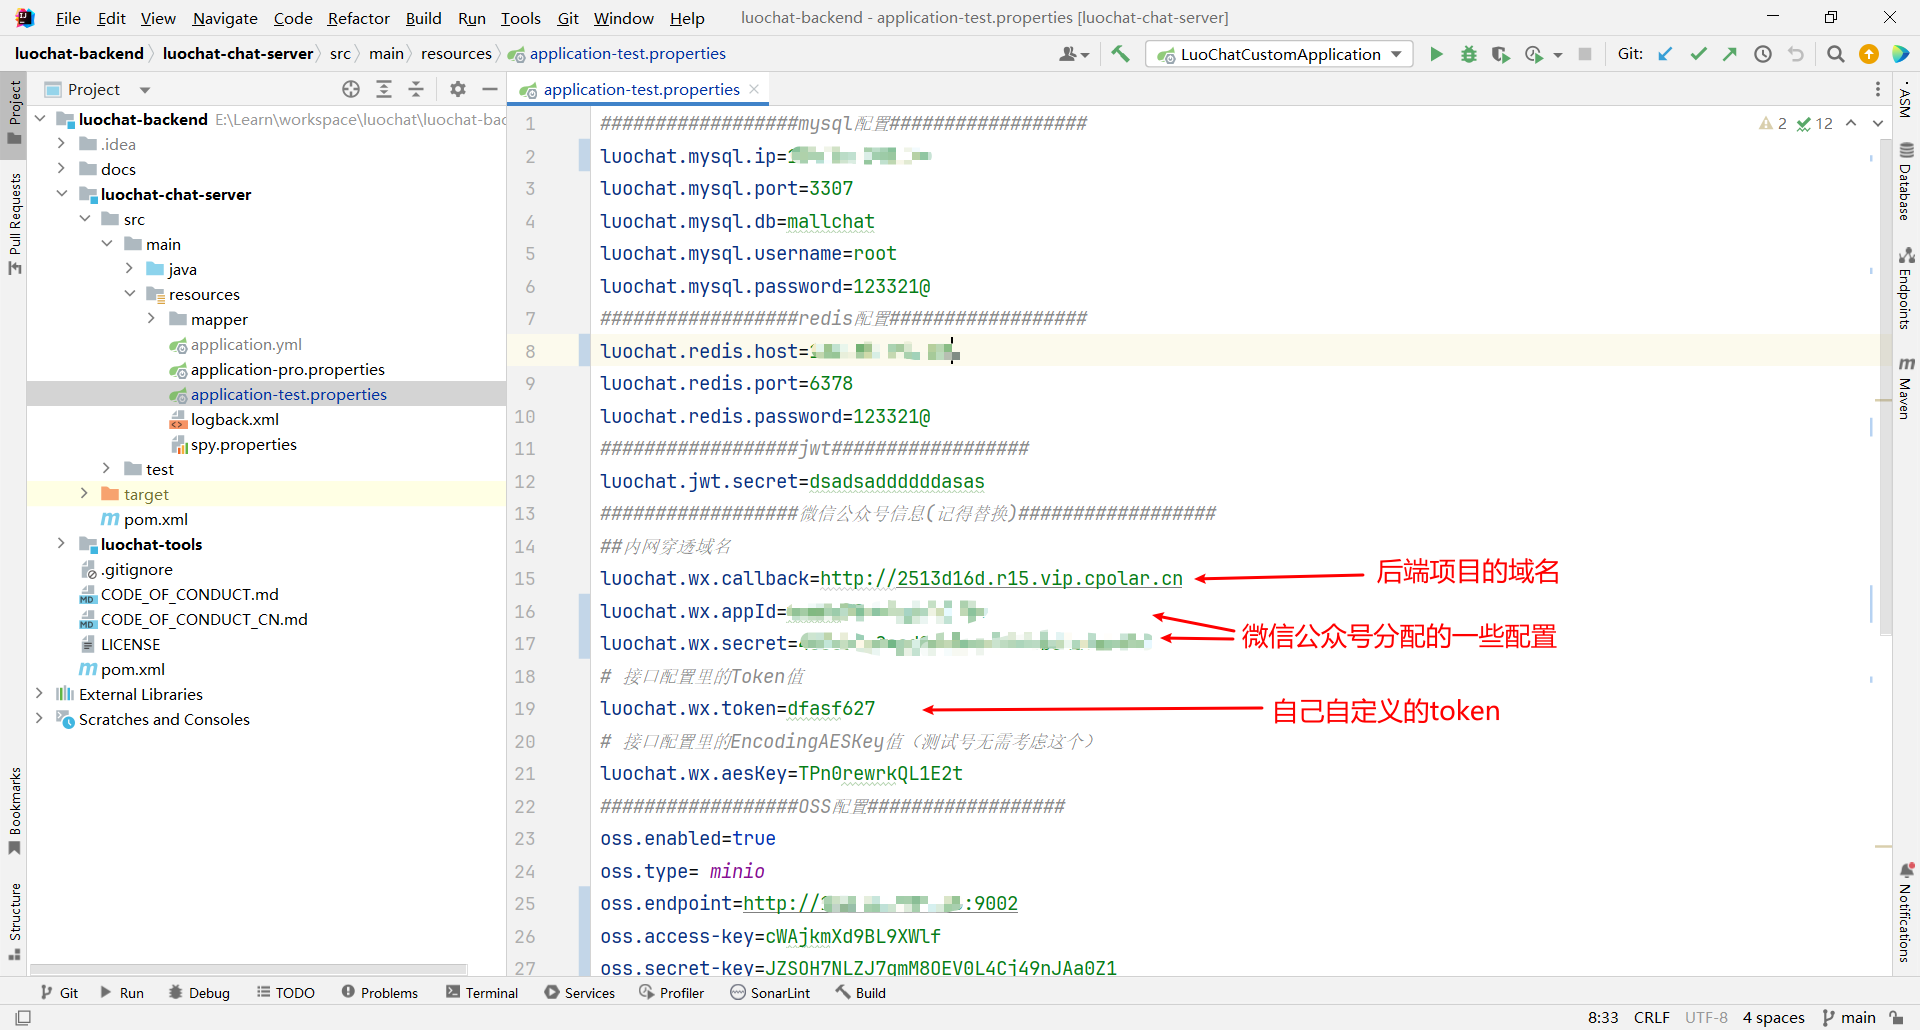 File Edit View Navigate Code Refactor Build Run Tools Git Window Help luochat-backend - application-test.properties [luochat-chat-server]
luochat-backend luochat-chat-server src main resources application-test.properties LuoChatCustomApplication Git:
Project
application-test.properties
Project
Pull Requests
Bookmarks
Structure
luochat-backend E:\Learn\workspace\luochat\luochat-bac
.idea
docs
luochat-chat-server
src
main
java
resources
mapper
application.yml
application-pro.properties
application-test.properties
logback.xml
spy.properties
test
target
pom.xml
luochat-tools
.gitignore
CODE_OF_CONDUCT.md
CODE_OF_CONDUCT_CN.md
LICENSE
pom.xml
External Libraries
Scratches and Consoles
2 12
1 ##################mysql配置##################
2 luochat.mysql.ip=
3 luochat.mysql.port=3307
4 luochat.mysql.db=mallchat
5 luochat.mysql.username=root
6 luochat.mysql.password=123321@
7 ##################redis配置##################
8 luochat.redis.host=
9 luochat.redis.port=6378
10 luochat.redis.password=123321@
11 ##################jwt##################
12 luochat.jwt.secret=dsadsaddddddasas
13 ##################微信公众号信息(记得替换)##################
14 ##内网穿透域名
15 luochat.wx.callback=http://2513d16d.r15.vip.cpolar.cn
后端项目的域名
16 luochat.wx.appId=
17 luochat.wx.secret=
微信公众号分配的一些配置
18 # 接口配置里的Token值
19 luochat.wx.token=dfasf627
自己自定义的token
20 # 接口配置里的EncodingAESKey值（测试号无需考虑这个）
21 luochat.wx.aesKey=TPn0rewrkQL1E2t
22 ##################OSS配置##################
23 oss.enabled=true
24 oss.type= minio
25 oss.endpoint=http:// :9002
26 oss.access-key=cWAjkmXd9BL9XWlf
27 oss.secret-key=JZSOH7NLZJ7qmM8OEV0L4Cj49nJAa0Z1
ASM
Database
Endpoints
Maven
Notifications
Git Run Debug TODO Problems Terminal Services Profiler SonarLint Build
8:33 CRLF UTF-8 4 spaces main